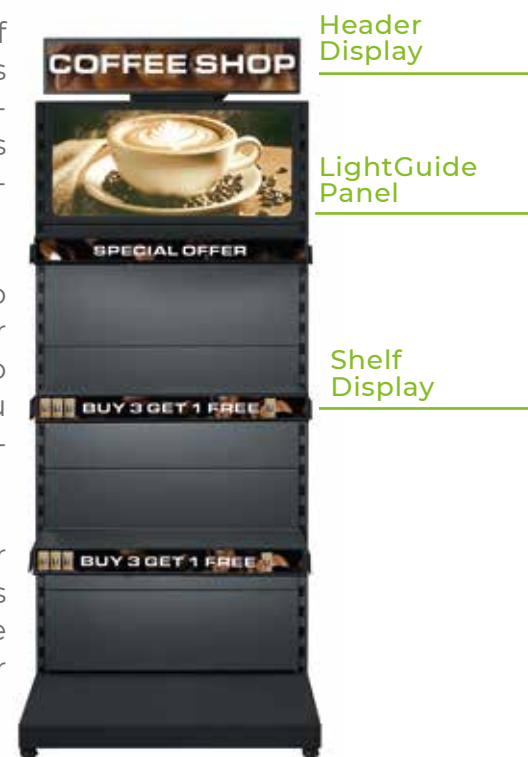 COFFEE SHOP
Header
Display
LightGuide
Panel
SPECIAL OFFER
Shelf
Display
BUY 3 GET 1 FREE
BUY 3 GET 1 FREE